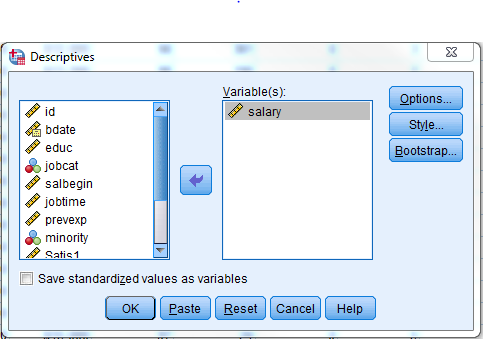 Descriptives
Variable(s):
id
bdate
educ
jobcat
salbegin
jobtime
prevexp
minority
Satis1
salary
Options...
Style...
Bootstrap...
Save standardized values as variables
OK
Paste
Reset
Cancel
Help